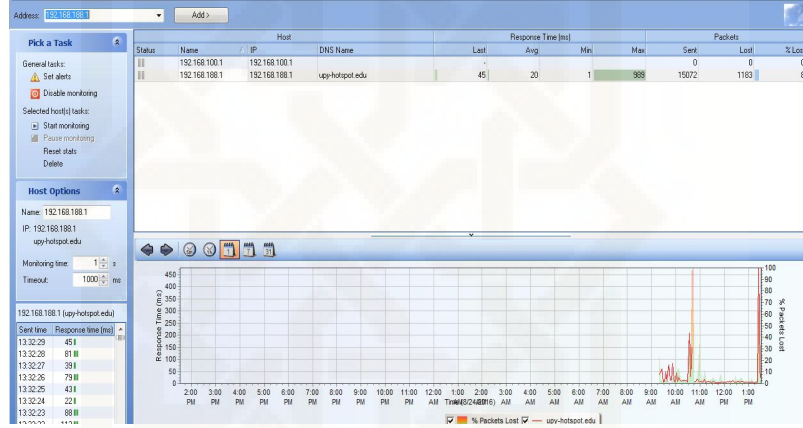 Address: 192.168.188.1 Add >
Pick a Task
General tasks:
Set alerts
Disable monitoring
Selected host(s) tasks:
Start monitoring
Pause monitoring
Reset stats
Delete
Host Options
Name: 192.168.188.1
IP: 192.168.188.1
upy-hotspot.edu
Monitoring time: 1 s
Timeout: 1000 ms
192.168.188.1 (upy-hotspot.edu)
Sent time Response time (ms)
13:32:29 45
13:32:28 81
13:32:27 39
13:32:26 79
13:32:25 43
13:32:24 22
13:32:23 88
Host Response Time (ms) Packets
Status Name IP DNS Name Last Avg Min Max Sent Lost % Lost
192.168.100.1 192.168.100.1 - 0 0
192.168.188.1 192.168.188.1 upy-hotspot.edu 45 20 1 989 15072 1183 8
1 7 31
Response Time (ms)
450
400
350
300
250
200
150
100
50
0
100
90
80
70
60
50
40
30
20
10
0
% Packets Lost
2:00 3:00 4:00 5:00 6:00 7:00 8:00 9:00 10:00 11:00 12:00 1:00 2:00 3:00 4:00 5:00 6:00 7:00 8:00 9:00 10:00 11:00 12:00 1:00
PM PM PM PM PM PM PM PM PM PM AM AM AM AM AM AM AM AM AM AM AM PM PM
% Packets Lost upy-hotspot.edu